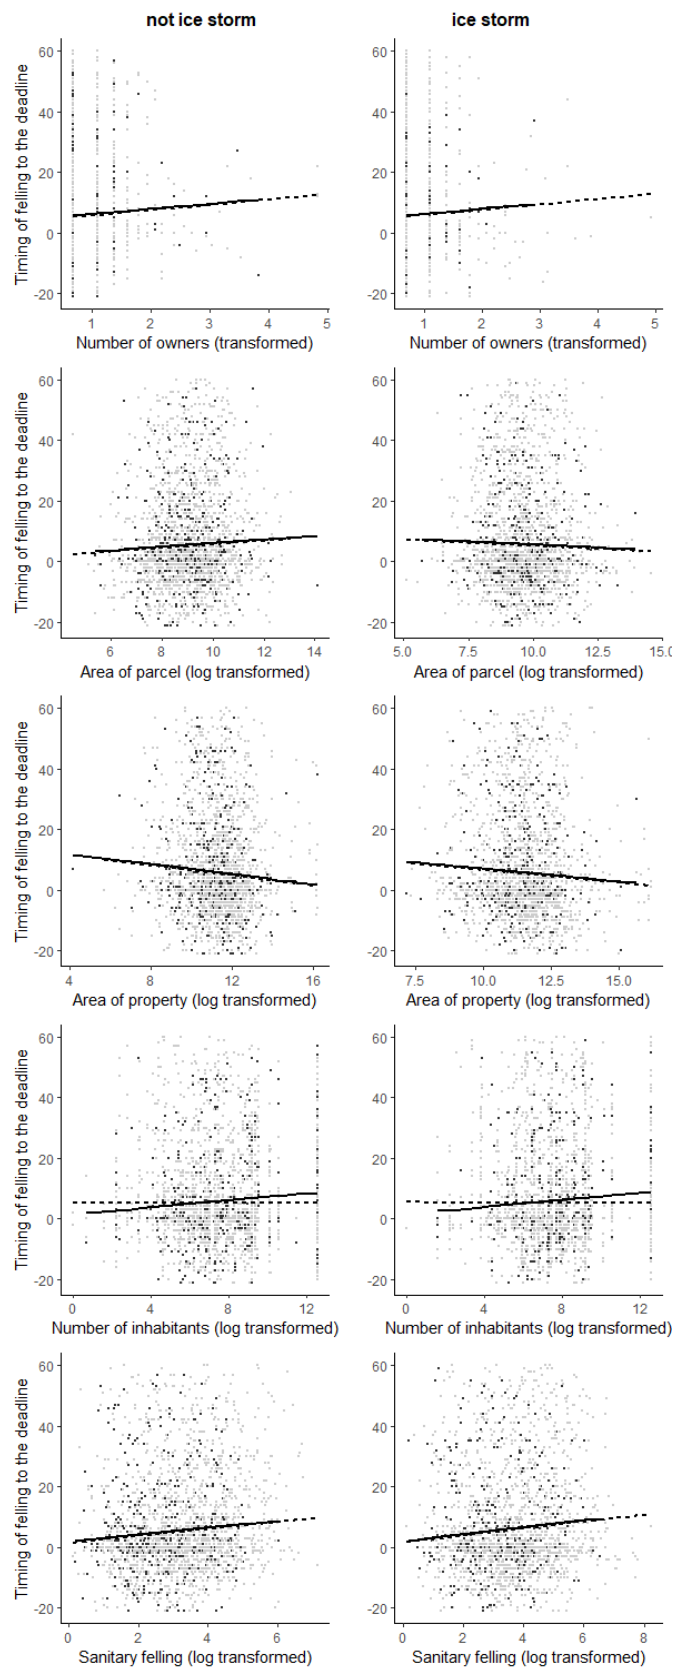 not ice storm ice storm
60
40
20
0
-20
Timing of felling to the deadline
1 2 3 4 5
Number of owners (transformed)
60
40
20
0
-20
1 2 3 4 5
Number of owners (transformed)
60
40
20
0
-20
Timing of felling to the deadline
6 8 10 12 14
Area of parcel (log transformed)
60
40
20
0
-20
5.0 7.5 10.0 12.5 15.0
Area of parcel (log transformed)
60
40
20
0
-20
Timing of felling to the deadline
4 8 12 16
Area of property (log transformed)
60
40
20
0
-20
7.5 10.0 12.5 15.0
Area of property (log transformed)
60
40
20
0
-20
Timing of felling to the deadline
0 4 8 12
Number of inhabitants (log transformed)
60
40
20
0
-20
0 4 8 12
Number of inhabitants (log transformed)
60
40
20
0
-20
Timing of felling to the deadline
0 2 4 6
Sanitary felling (log transformed)
60
40
20
0
-20
0 2 4 6 8
Sanitary felling (log transformed)